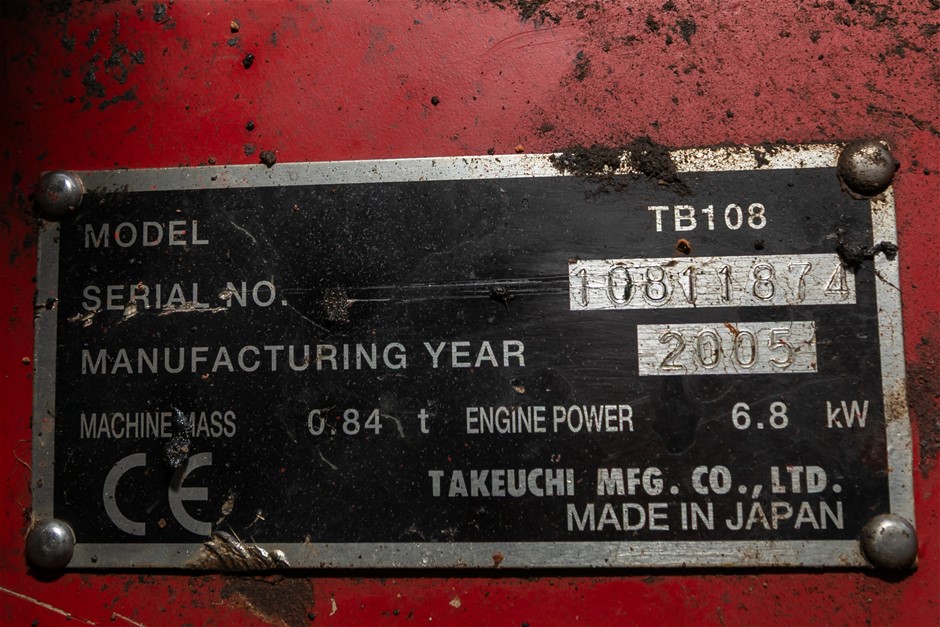 MODEL TB108
SERIAL NO. 10811874
MANUFACTURING YEAR 2005
MACHINE MASS 0.84 t ENGINE POWER 6.8 kW
CE TAKEUCHI MFG. CO., LTD.
MADE IN JAPAN